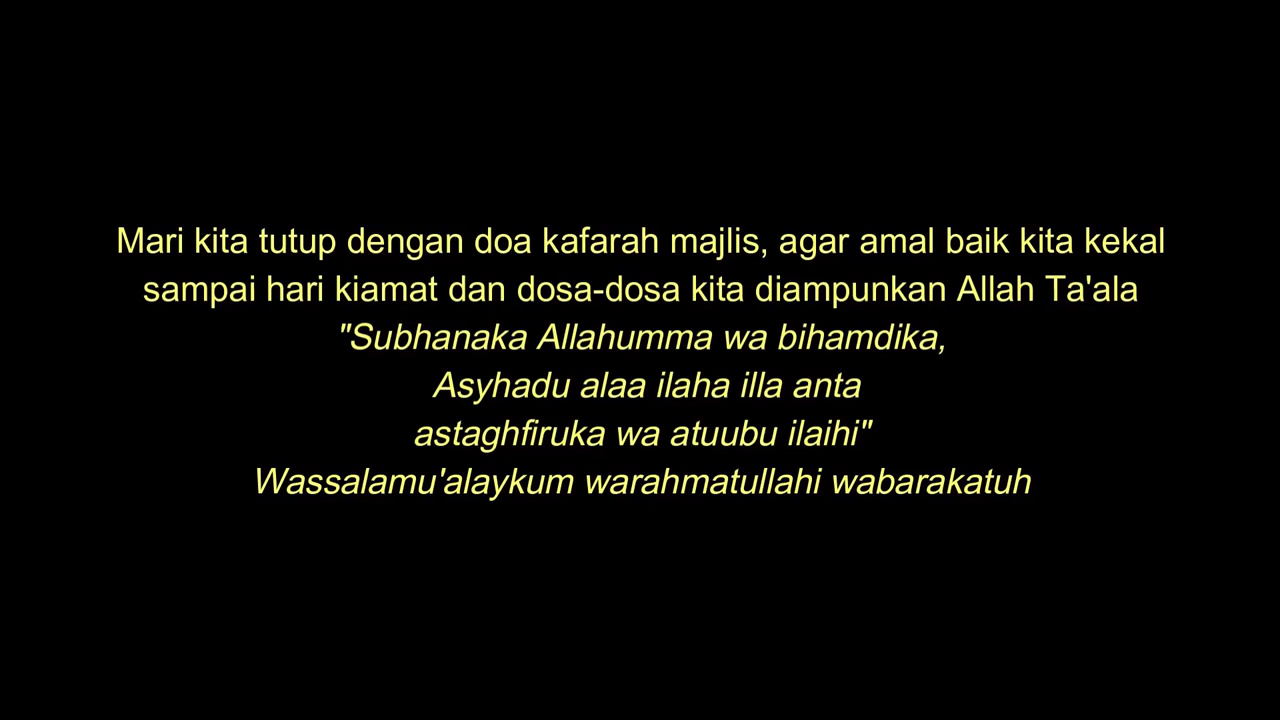 Mari kita tutup dengan doa kafarah majlis, agar amal baik kita kekal
sampai hari kiamat dan dosa-dosa kita diampunkan Allah Ta'ala
"Subhanaka Allahumma wa bihamdika,
Asyhadu alaa ilaha illa anta
astaghfiruka wa atuubu ilaihi"
Wassalamu'alaykum warahmatullahi wabarakatuh